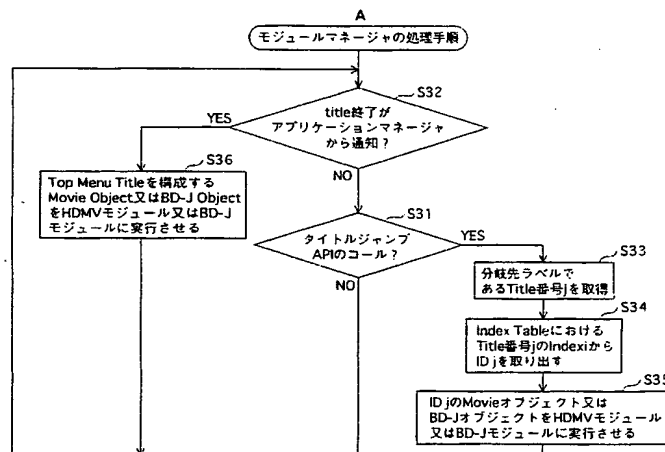 A
モジュールマネージャの処理手順
S32
title終了が
アプリケーションマネージャ
から通知?
YES
NO
S36
Top Menu Titleを構成する
Movie Object又はBD-J Object
をHDMVモジュール又はBD-J
モジュールに実行させる
S31
タイトルジャンプ
APIのコール?
YES
NO
S33
分岐先ラベルで
あるTitle番号jを取得
S34
Index Tableにおける
Title番号jのIndexiから
ID jを取り出す
S35
ID jのMovieオブジェクト又は
BD-JオブジェクトをHDMVモジュール
又はBD-Jモジュールに実行させる